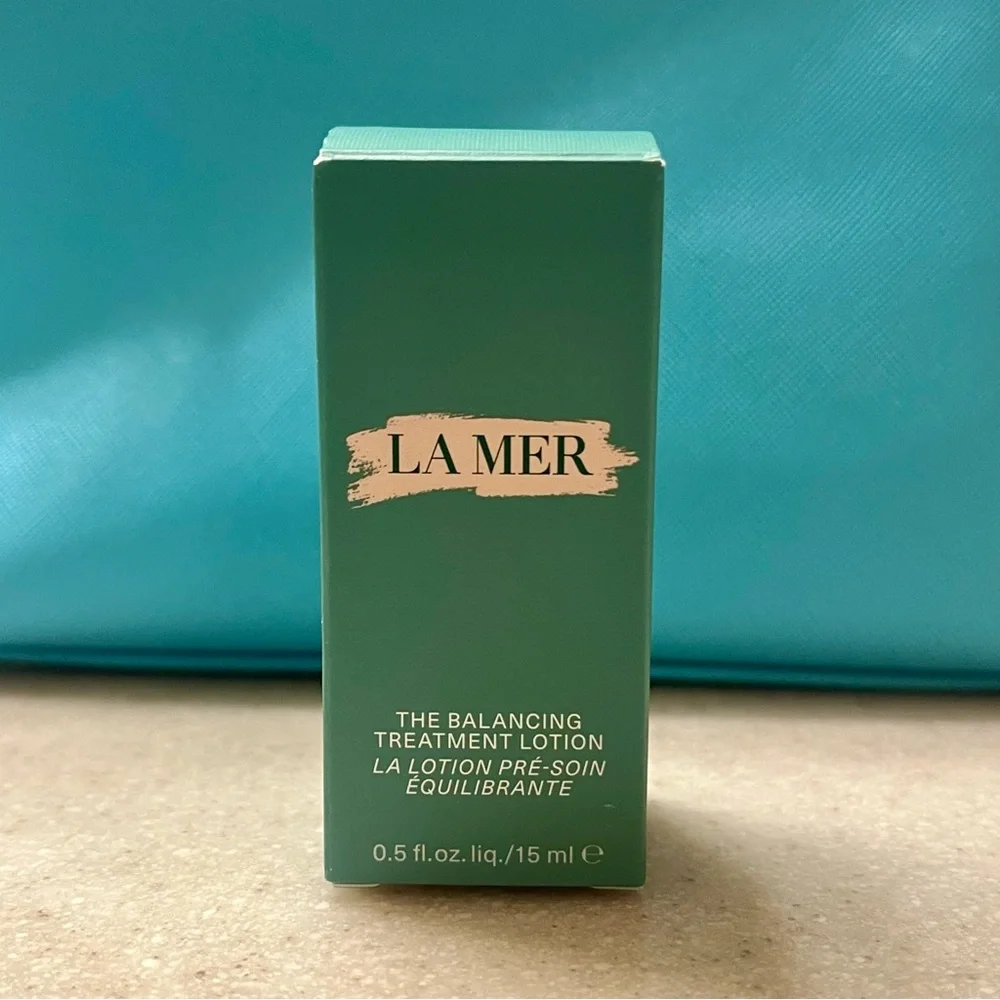 LA MER
THE BALANCING
TREATMENT LOTION
LA LOTION PRÉ-SOIN
ÉQUILIBRANTE
0.5 fl.oz. liq./15 ml ℮